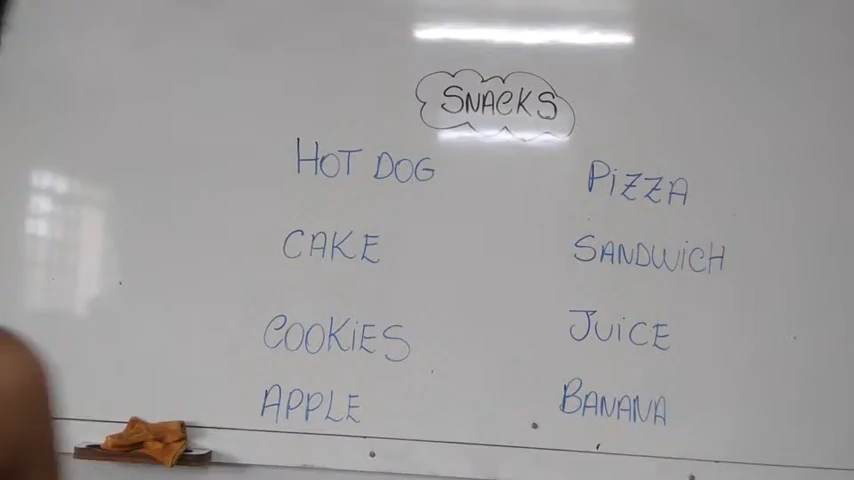 SNACKS
HOT DOG
CAKE
COOKiES
APPLE
PiZZA
SANDWiCH
JUiCE
BANANA